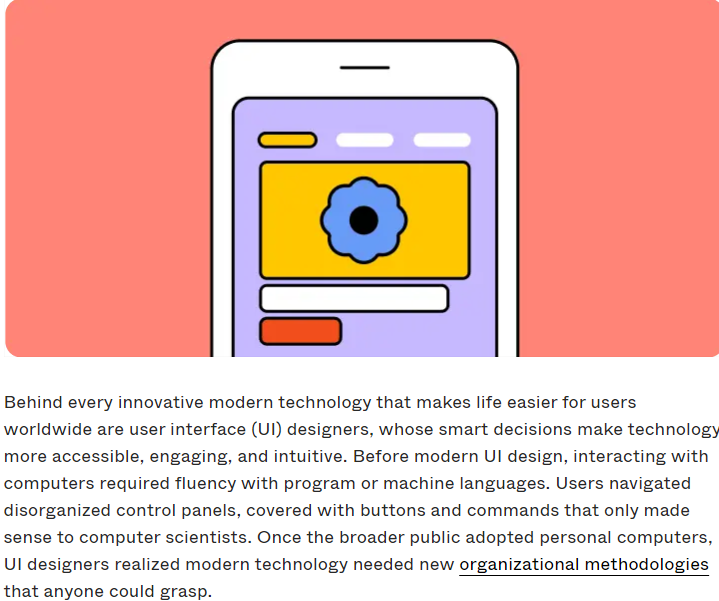 Behind every innovative modern technology that makes life easier for users
worldwide are user interface (UI) designers, whose smart decisions make technology
more accessible, engaging, and intuitive. Before modern UI design, interacting with
computers required fluency with program or machine languages. Users navigated
disorganized control panels, covered with buttons and commands that only made
sense to computer scientists. Once the broader public adopted personal computers,
UI designers realized modern technology needed new organizational methodologies
that anyone could grasp.